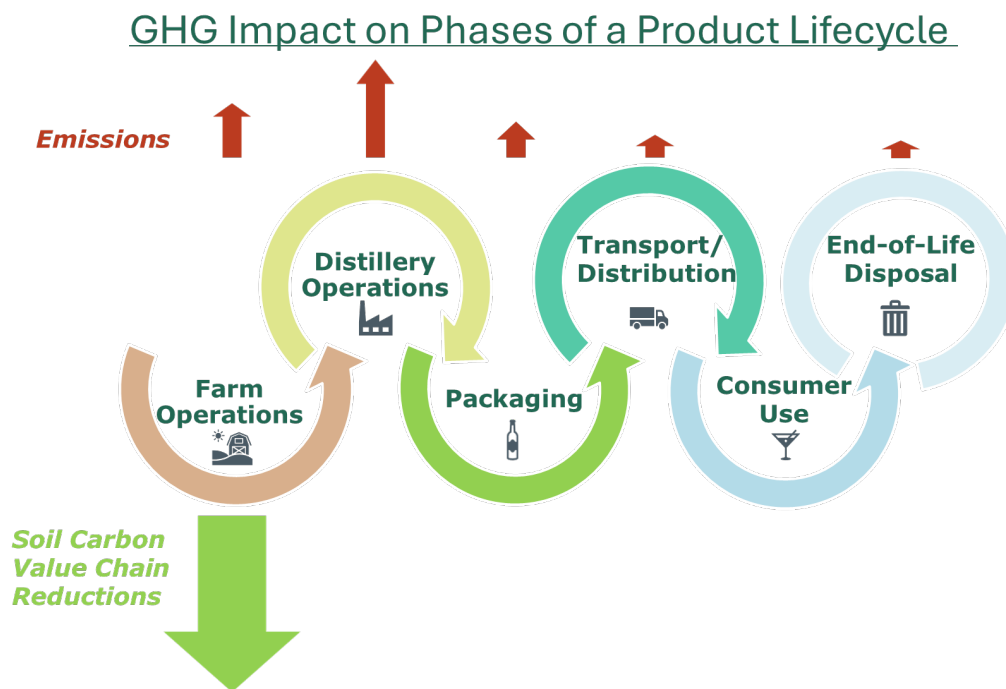 GHG Impact on Phases of a Product Lifecycle
Emissions
Distillery
Operations
Transport/
Distribution
End-of-Life
Disposal
Farm
Operations
Packaging
Consumer
Use
Soil Carbon
Value Chain
Reductions